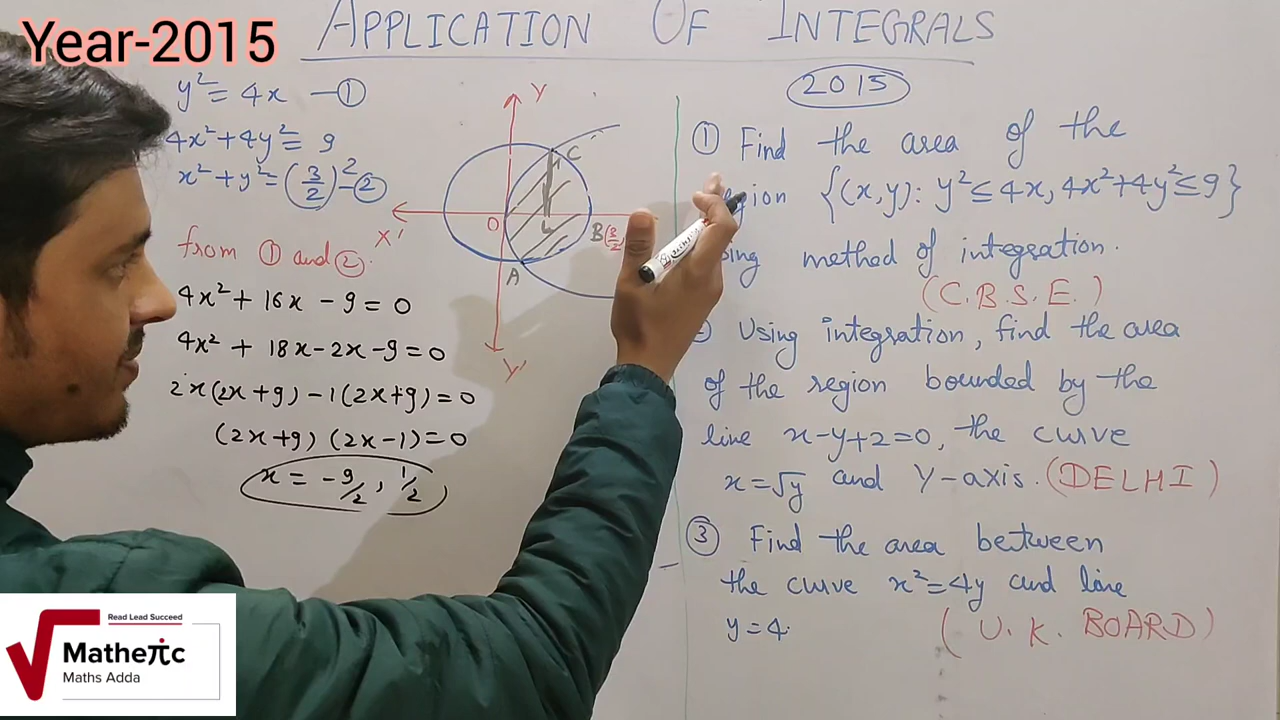 Year-2015
APPLICATION OF INTEGRALS
y² = 4x —①
4x²+4y² = 9
x²+y² = (3/2)² —②
from ① and ②.
4x² + 16x - 9 = 0
4x² + 18x - 2x - 9 = 0
2x(2x+9) - 1(2x+9) = 0
(2x+9) (2x-1) = 0
x = -9/2, 1/2
Y
C
X'
O
L
B(3/2,
A
Y'
2015
① Find the area of the
region {(x,y): y² ≤ 4x, 4x²+4y² ≤ 9}
method of integration.
(C.B.S.E.)
Using integration, find the area
of the region bounded by the
line x-y+2=0, the curve
x=√y and Y-axis. (DELHI)
③ Find the area between
the curve x²=4y and line
y=4.
(U.K. BOARD)
Read Lead Succeed
Matheπc
Maths Adda